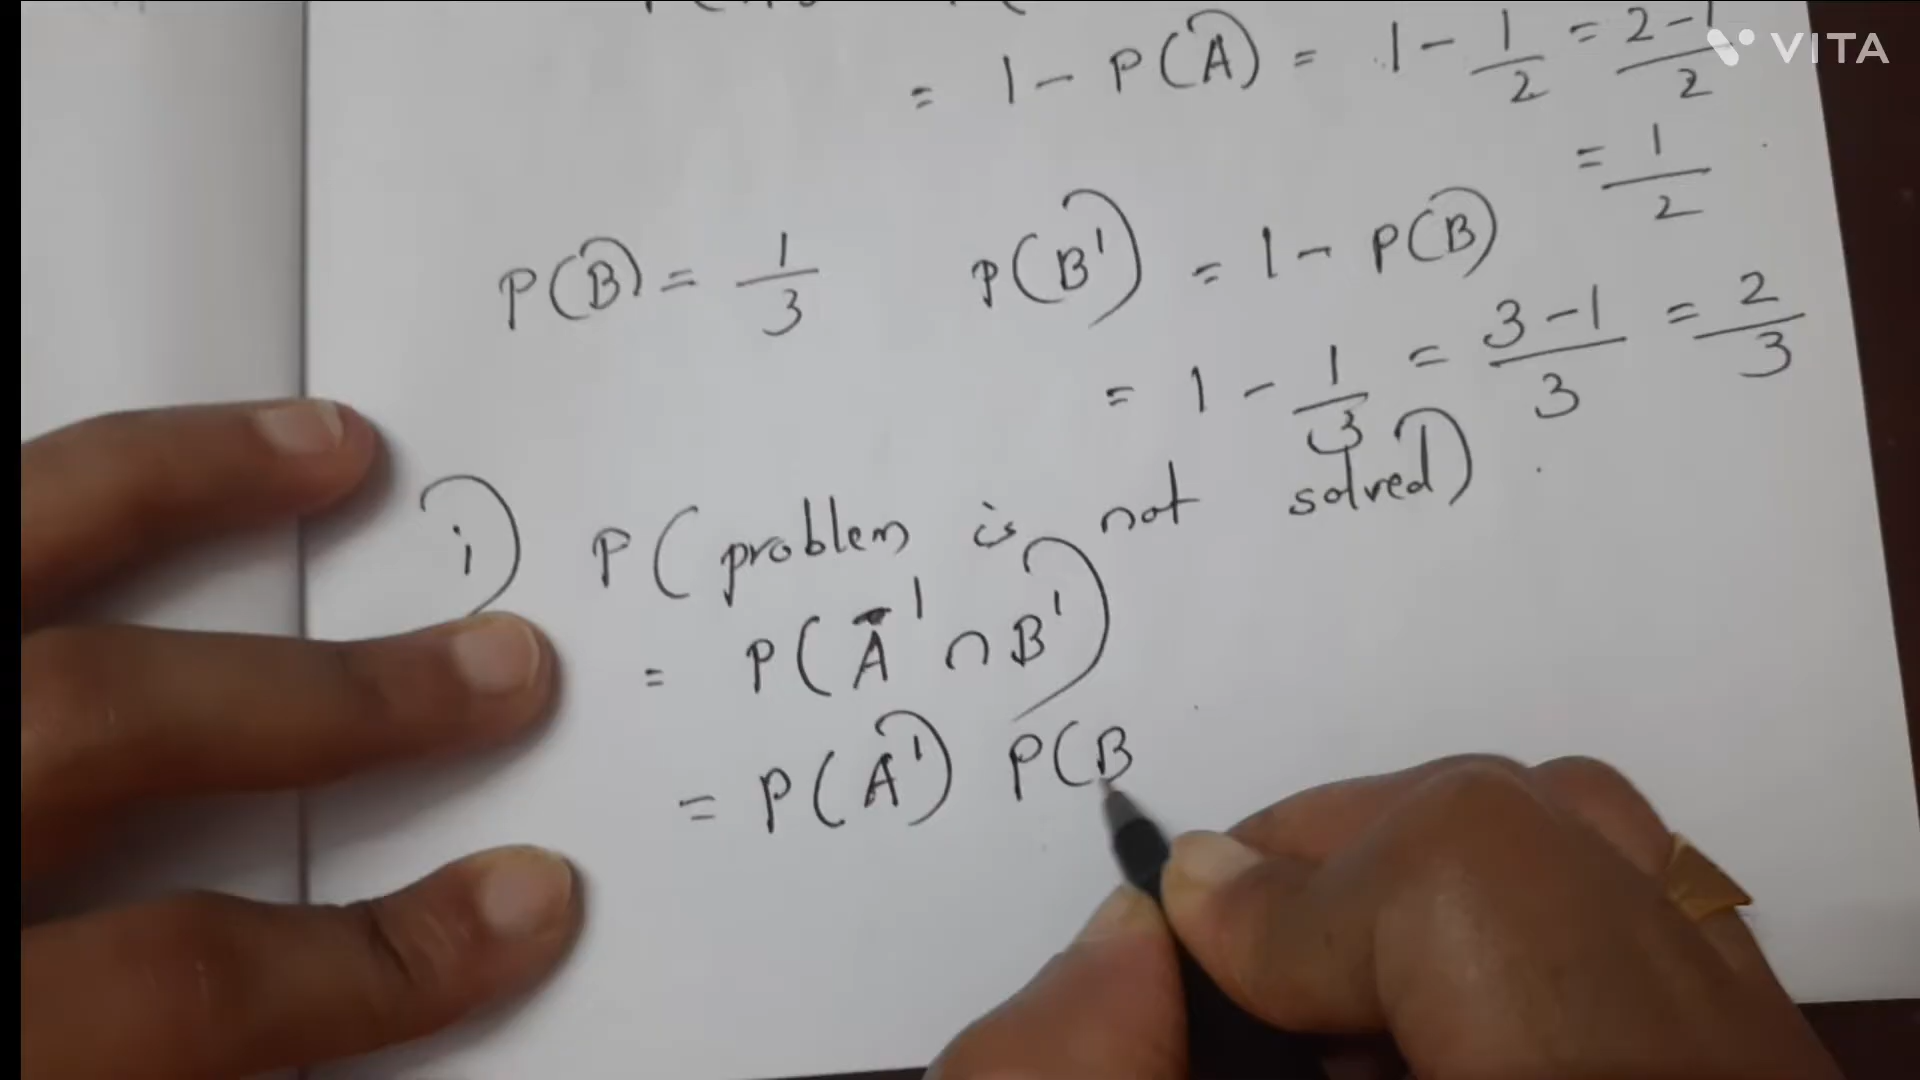 = 1 - P(A) = 1 - 1/2 = 2-1/2
= 1/2
P(B) = 1/3 P(B') = 1 - P(B)
= 1 - 1/3 = 3-1/3 = 2/3
i) P(problem is not solved)
= P(A' ∩ B')
= P(A') P(B
VITA